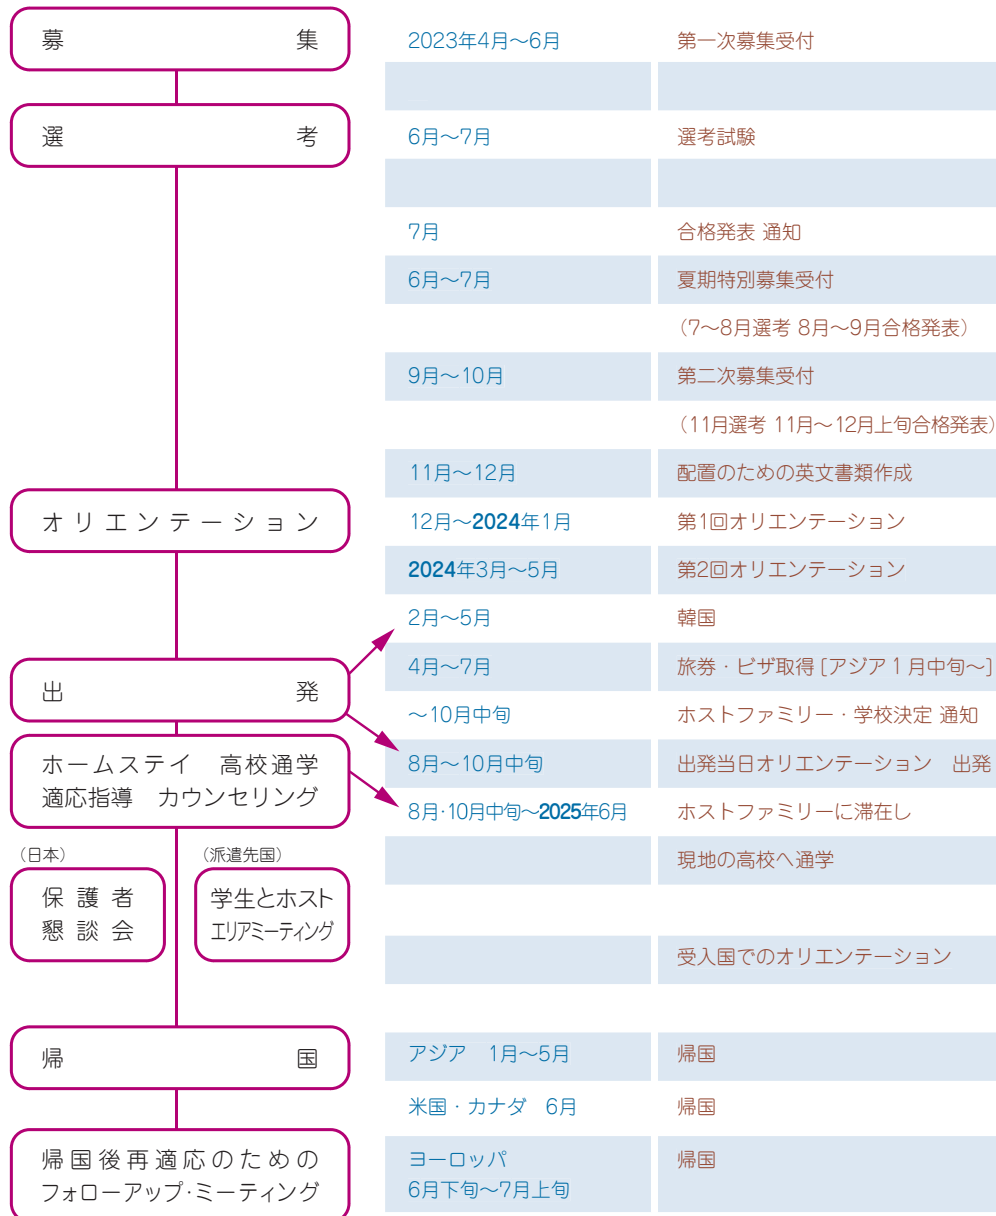 募集
2023年4月～6月 第一次募集受付
選考
6月～7月 選考試験
7月 合格発表 通知
6月～7月 夏期特別募集受付
（7～8月選考 8月～9月合格発表）
9月～10月 第二次募集受付
（11月選考 11月～12月上旬合格発表）
11月～12月 配置のための英文書類作成
オリエンテーション
12月～2024年1月 第1回オリエンテーション
2024年3月～5月 第2回オリエンテーション
2月～5月 韓国
4月～7月 旅券・ビザ取得 [アジア 1 月中旬～]
出発
～10月中旬 ホストファミリー・学校決定 通知
8月～10月中旬 出発当日オリエンテーション 出発
ホームステイ 高校通学
適応指導 カウンセリング
8月・10月中旬～2025年6月 ホストファミリーに滞在し
現地の高校へ通学
（日本）
保護者
懇談会
（派遣先国）
学生とホスト
エリアミーティング
受入国でのオリエンテーション
帰国
アジア 1月～5月 帰国
米国・カナダ 6月 帰国
帰国後再適応のための
フォローアップ・ミーティング
ヨーロッパ 帰国
6月下旬～7月上旬